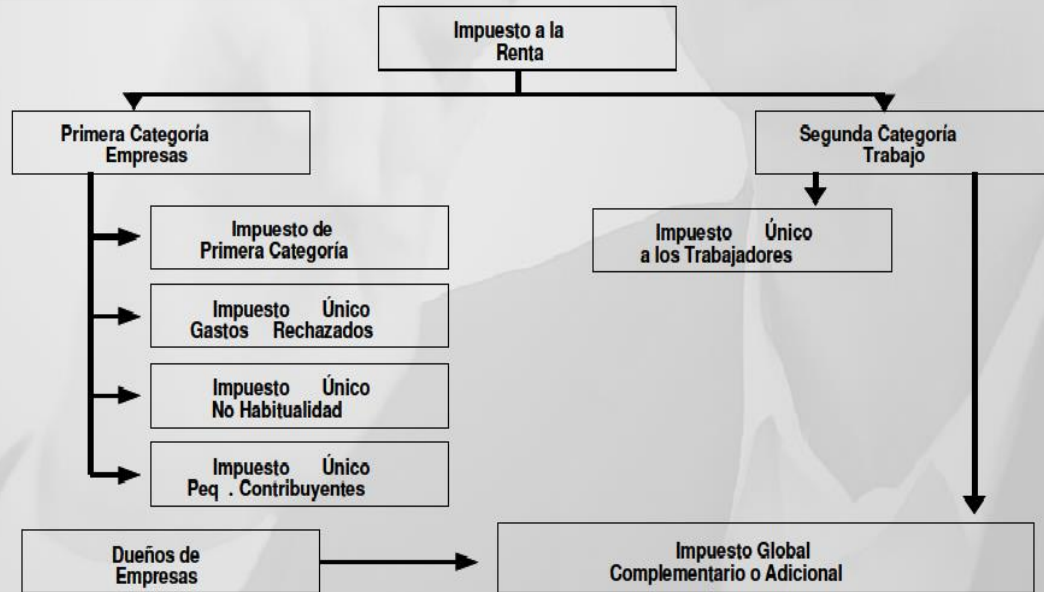 Impuesto a la
Renta
Primera Categoría
Empresas
Segunda Categoría
Trabajo
Impuesto de
Primera Categoría
Impuesto Único
a los Trabajadores
Impuesto Único
Gastos Rechazados
Impuesto Único
No Habitualidad
Impuesto Único
Peq . Contribuyentes
Dueños de
Empresas
Impuesto Global
Complementario o Adicional